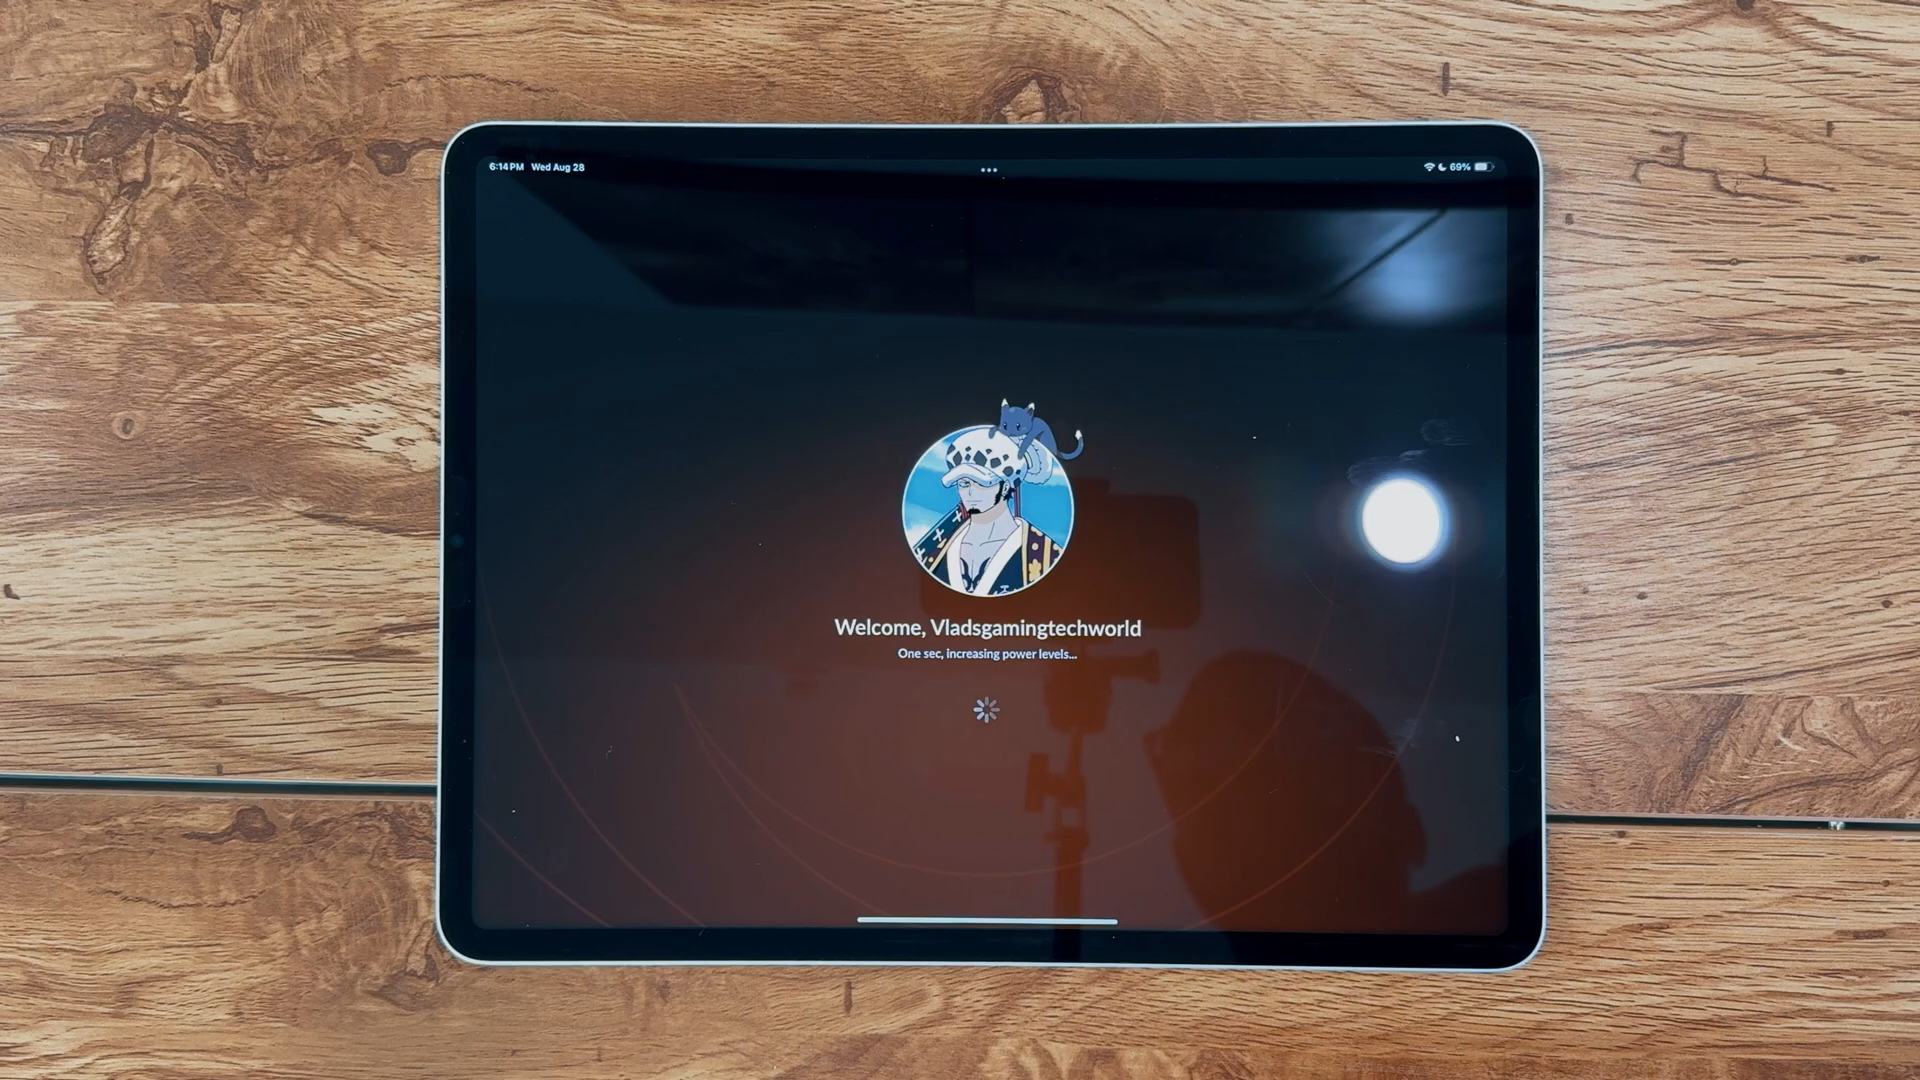 6:14 PM Wed Aug 28
69%
Welcome, Vladsgamingtechworld
One sec, increasing power levels...